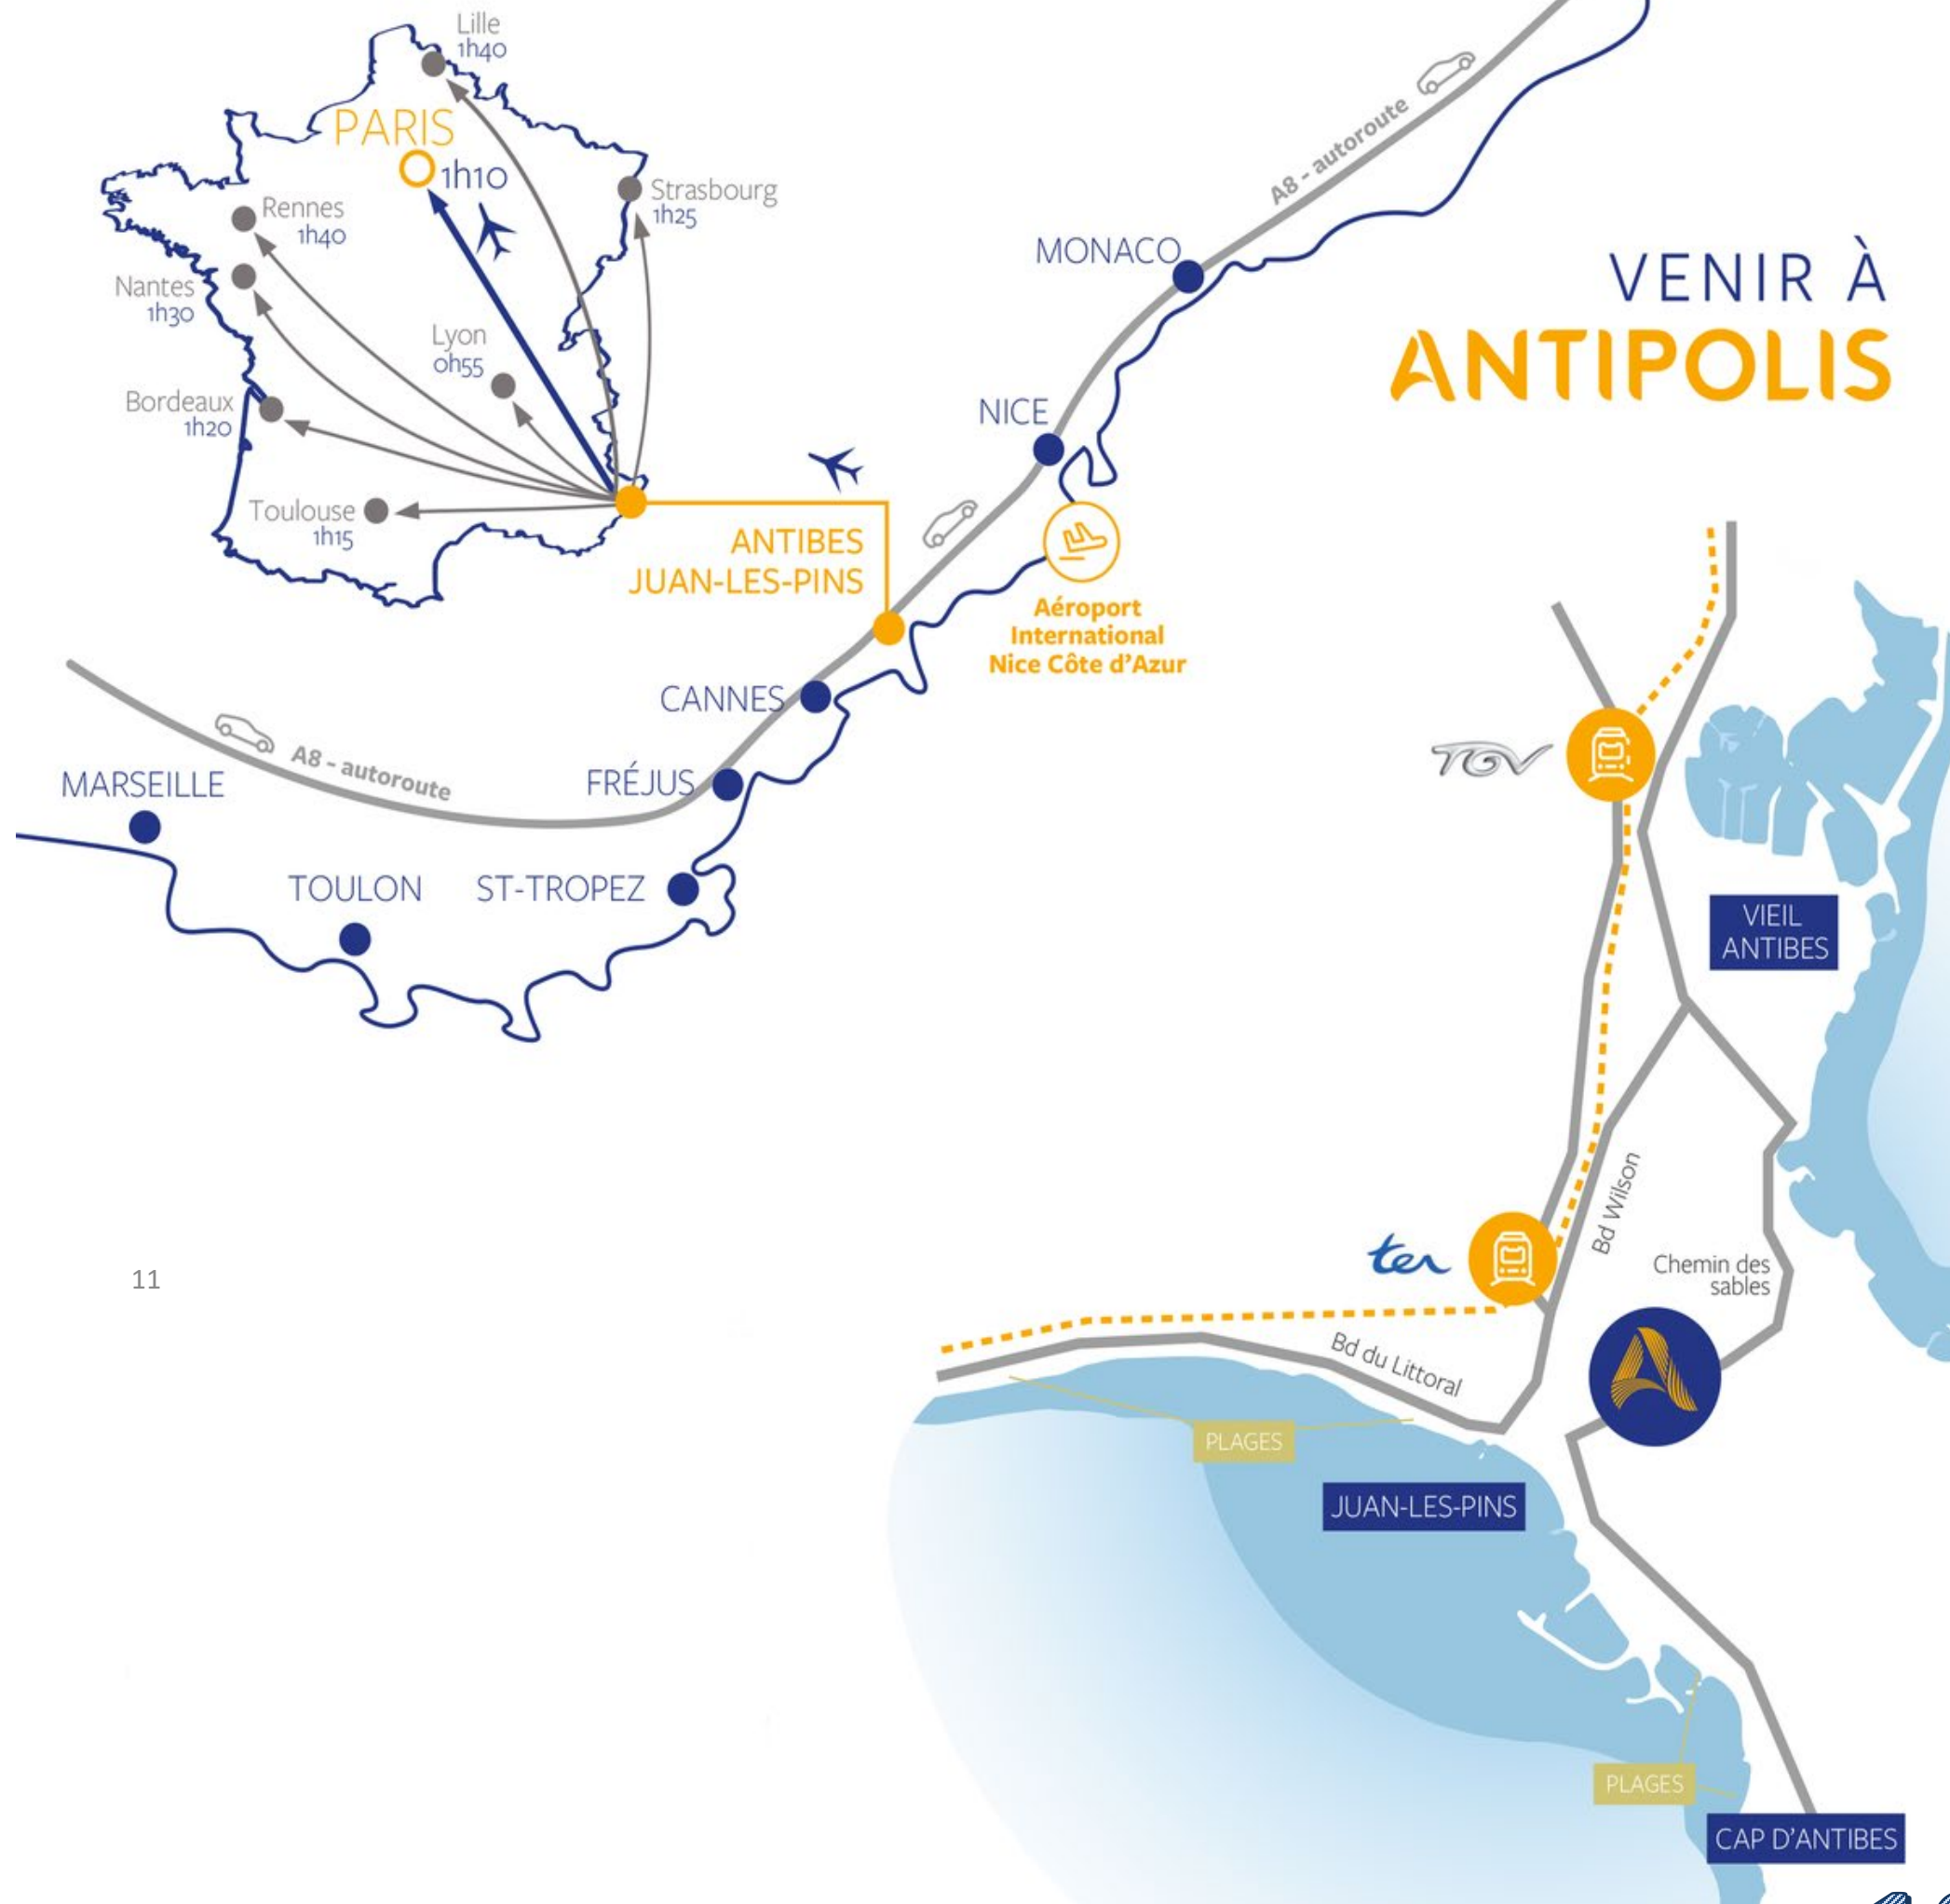 Lille
1h40
PARIS
1h10
Strasbourg
1h25
Rennes
1h40
Nantes
1h30
Lyon
0h55
Bordeaux
1h20
Toulouse
1h15
ANTIBES
JUAN-LES-PINS
A8 - autoroute
MONACO
NICE
Aéroport
International
Nice Côte d'Azur
CANNES
FRÉJUS
A8 - autoroute
MARSEILLE
TOULON
ST-TROPEZ
VENIR À
ANTIPOLIS
TGV
VIEIL
ANTIBES
Bd Wilson
ter
Chemin des
sables
Bd du Littoral
PLAGES
JUAN-LES-PINS
PLAGES
CAP D'ANTIBES
11